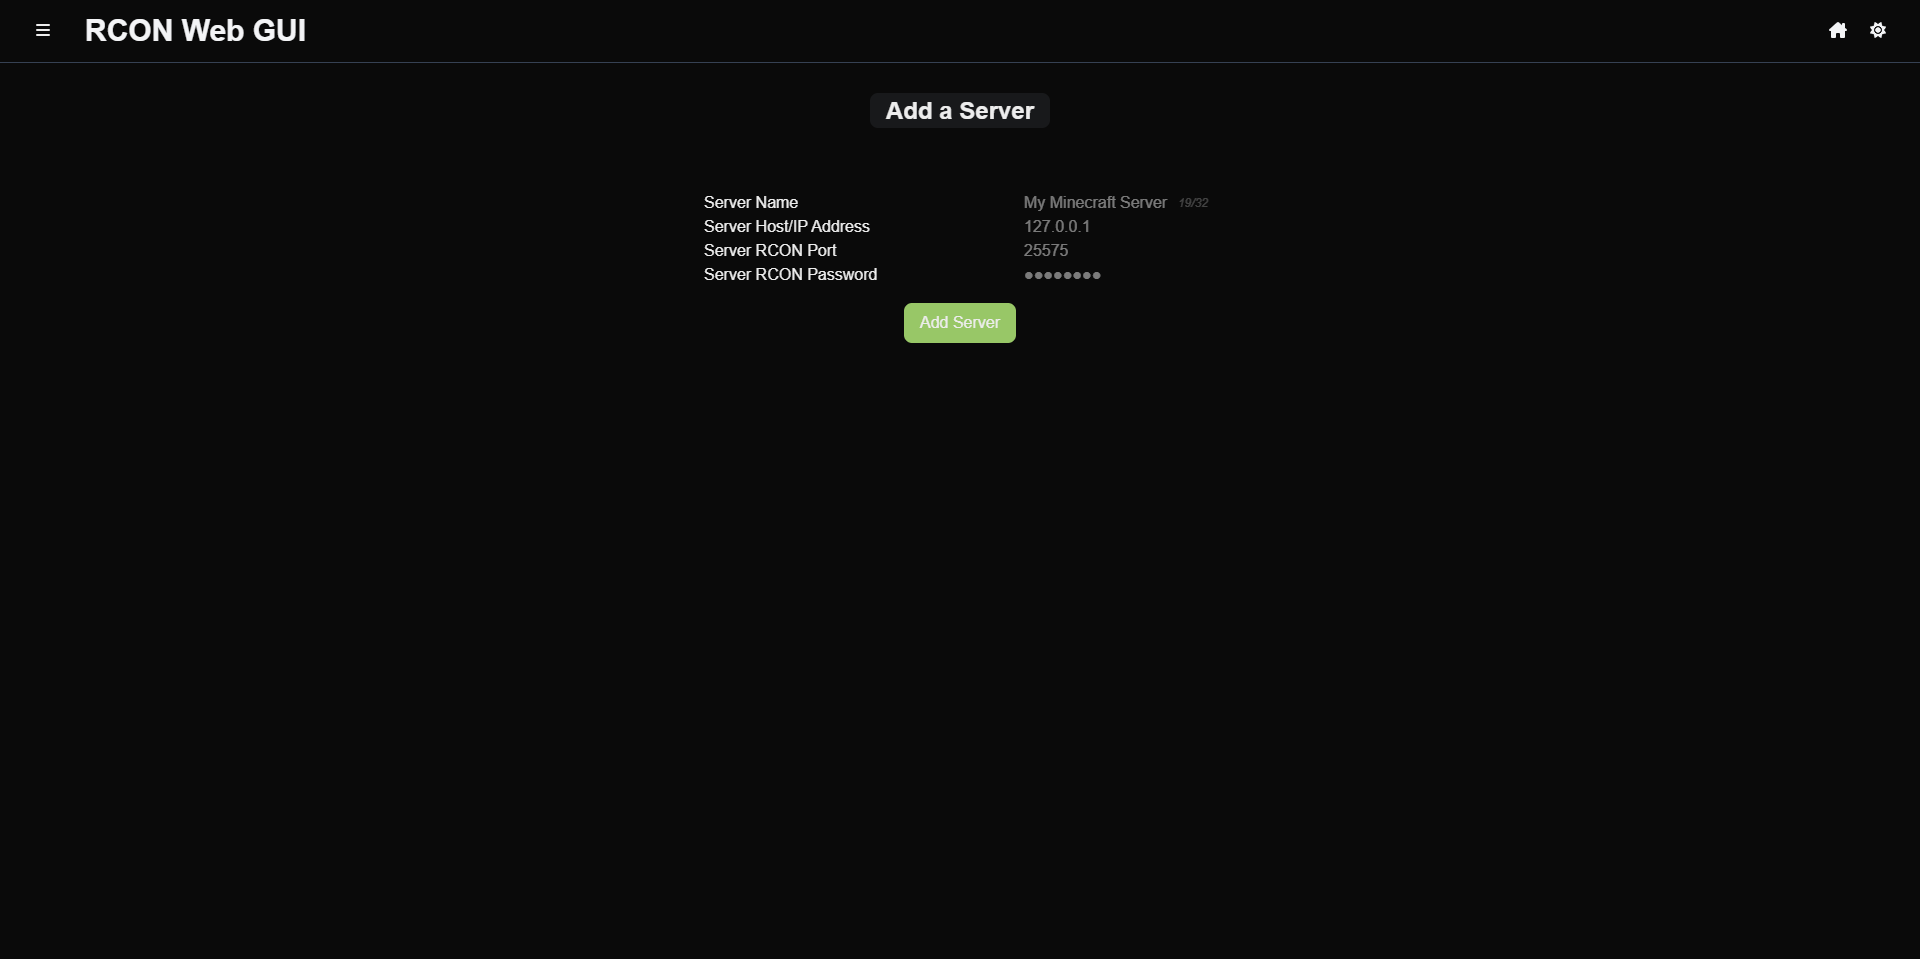 RCON Web GUI
Add a Server
Server Name My Minecraft Server 19/32
Server Host/IP Address 127.0.0.1
Server RCON Port 25575
Server RCON Password ●●●●●●●●
Add Server